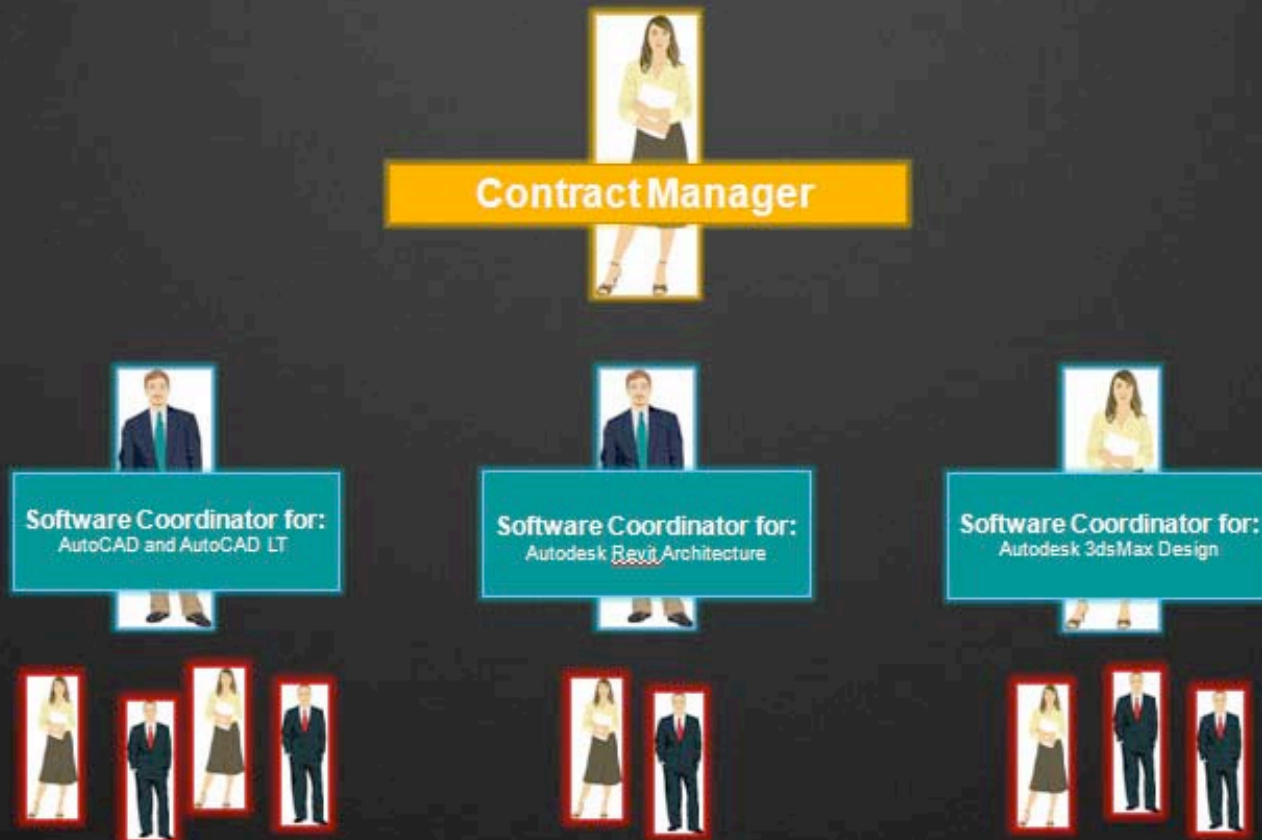 Contract Manager
Software Coordinator for:
AutoCAD and AutoCAD LT
Software Coordinator for:
Autodesk Revit Architecture
Software Coordinator for:
Autodesk 3dsMax Design